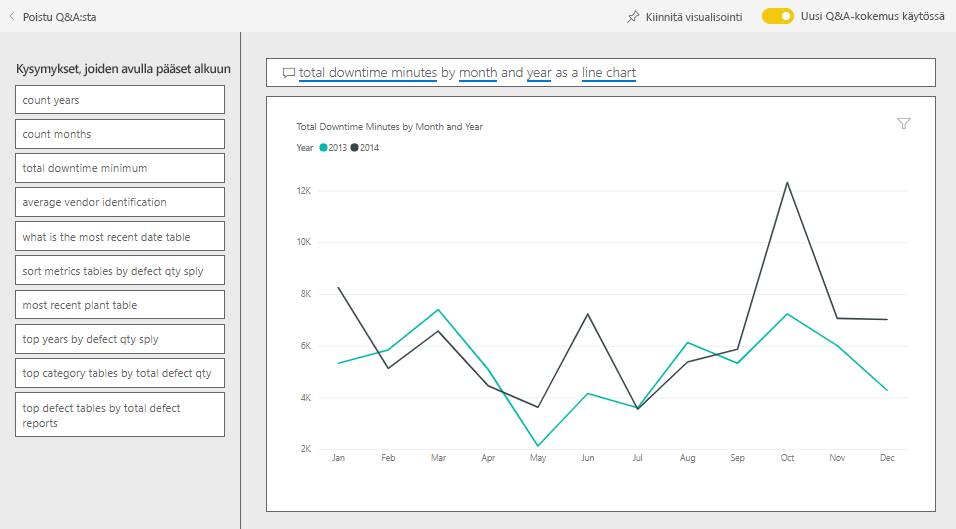 Poistu Q&A:sta
Kiinnitä visualisointi
Uusi Q&A-kokemus käytössä
Kysymykset, joiden avulla pääset alkuun
count years
count months
total downtime minimum
average vendor identification
what is the most recent date table
sort metrics tables by defect qty sply
most recent plant table
top years by defect qty sply
top category tables by total defect qty
top defect tables by total defect
reports
total downtime minutes by month and year as a line chart
Total Downtime Minutes by Month and Year
Year 2013 2014
12K
10K
8K
6K
4K
2K
Jan Feb Mar Apr May Jun Jul Aug Sep Oct Nov Dec